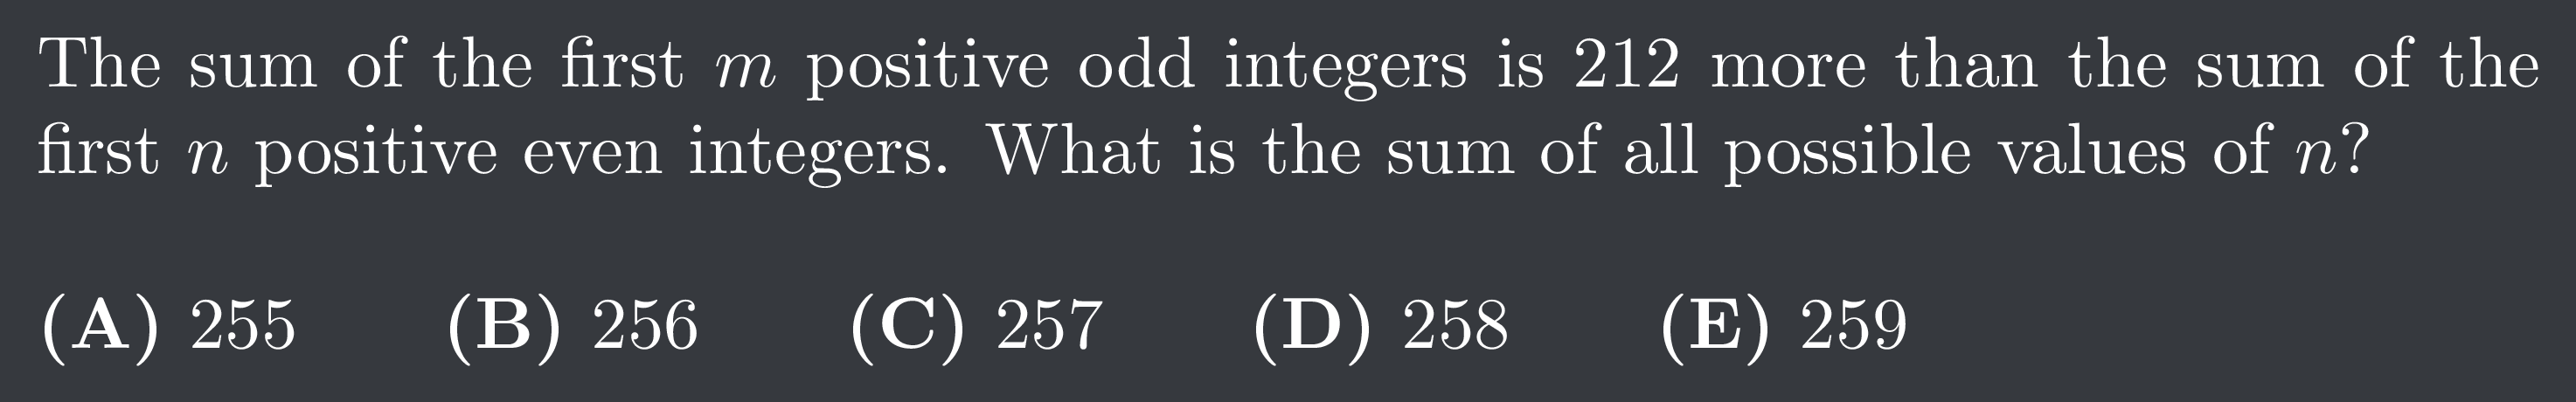 The sum of the first m positive odd integers is 212 more than the sum of the
first n positive even integers. What is the sum of all possible values of n?
(A) 255 (B) 256 (C) 257 (D) 258 (E) 259